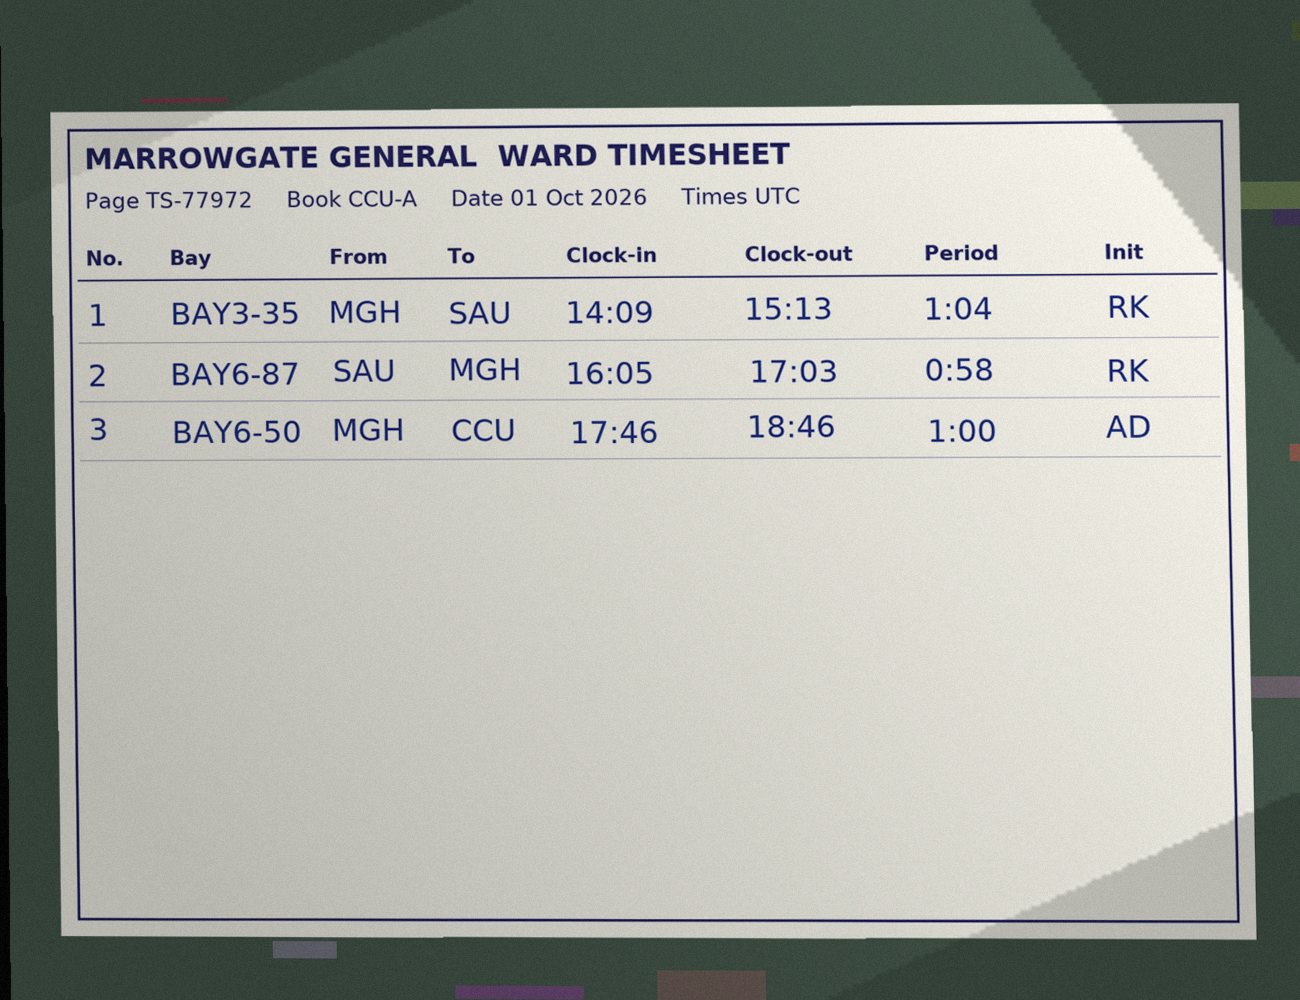 MARROWGATE GENERAL WARD TIMESHEET
Page TS-77972 Book CCU-A Date 01 Oct 2026 Times UTC
No. Bay From To Clock-in Clock-out Period Init
1 BAY3-35 MGH SAU 14:09 15:13 1:04 RK
2 BAY6-87 SAU MGH 16:05 17:03 0:58 RK
3 BAY6-50 MGH CCU 17:46 18:46 1:00 AD